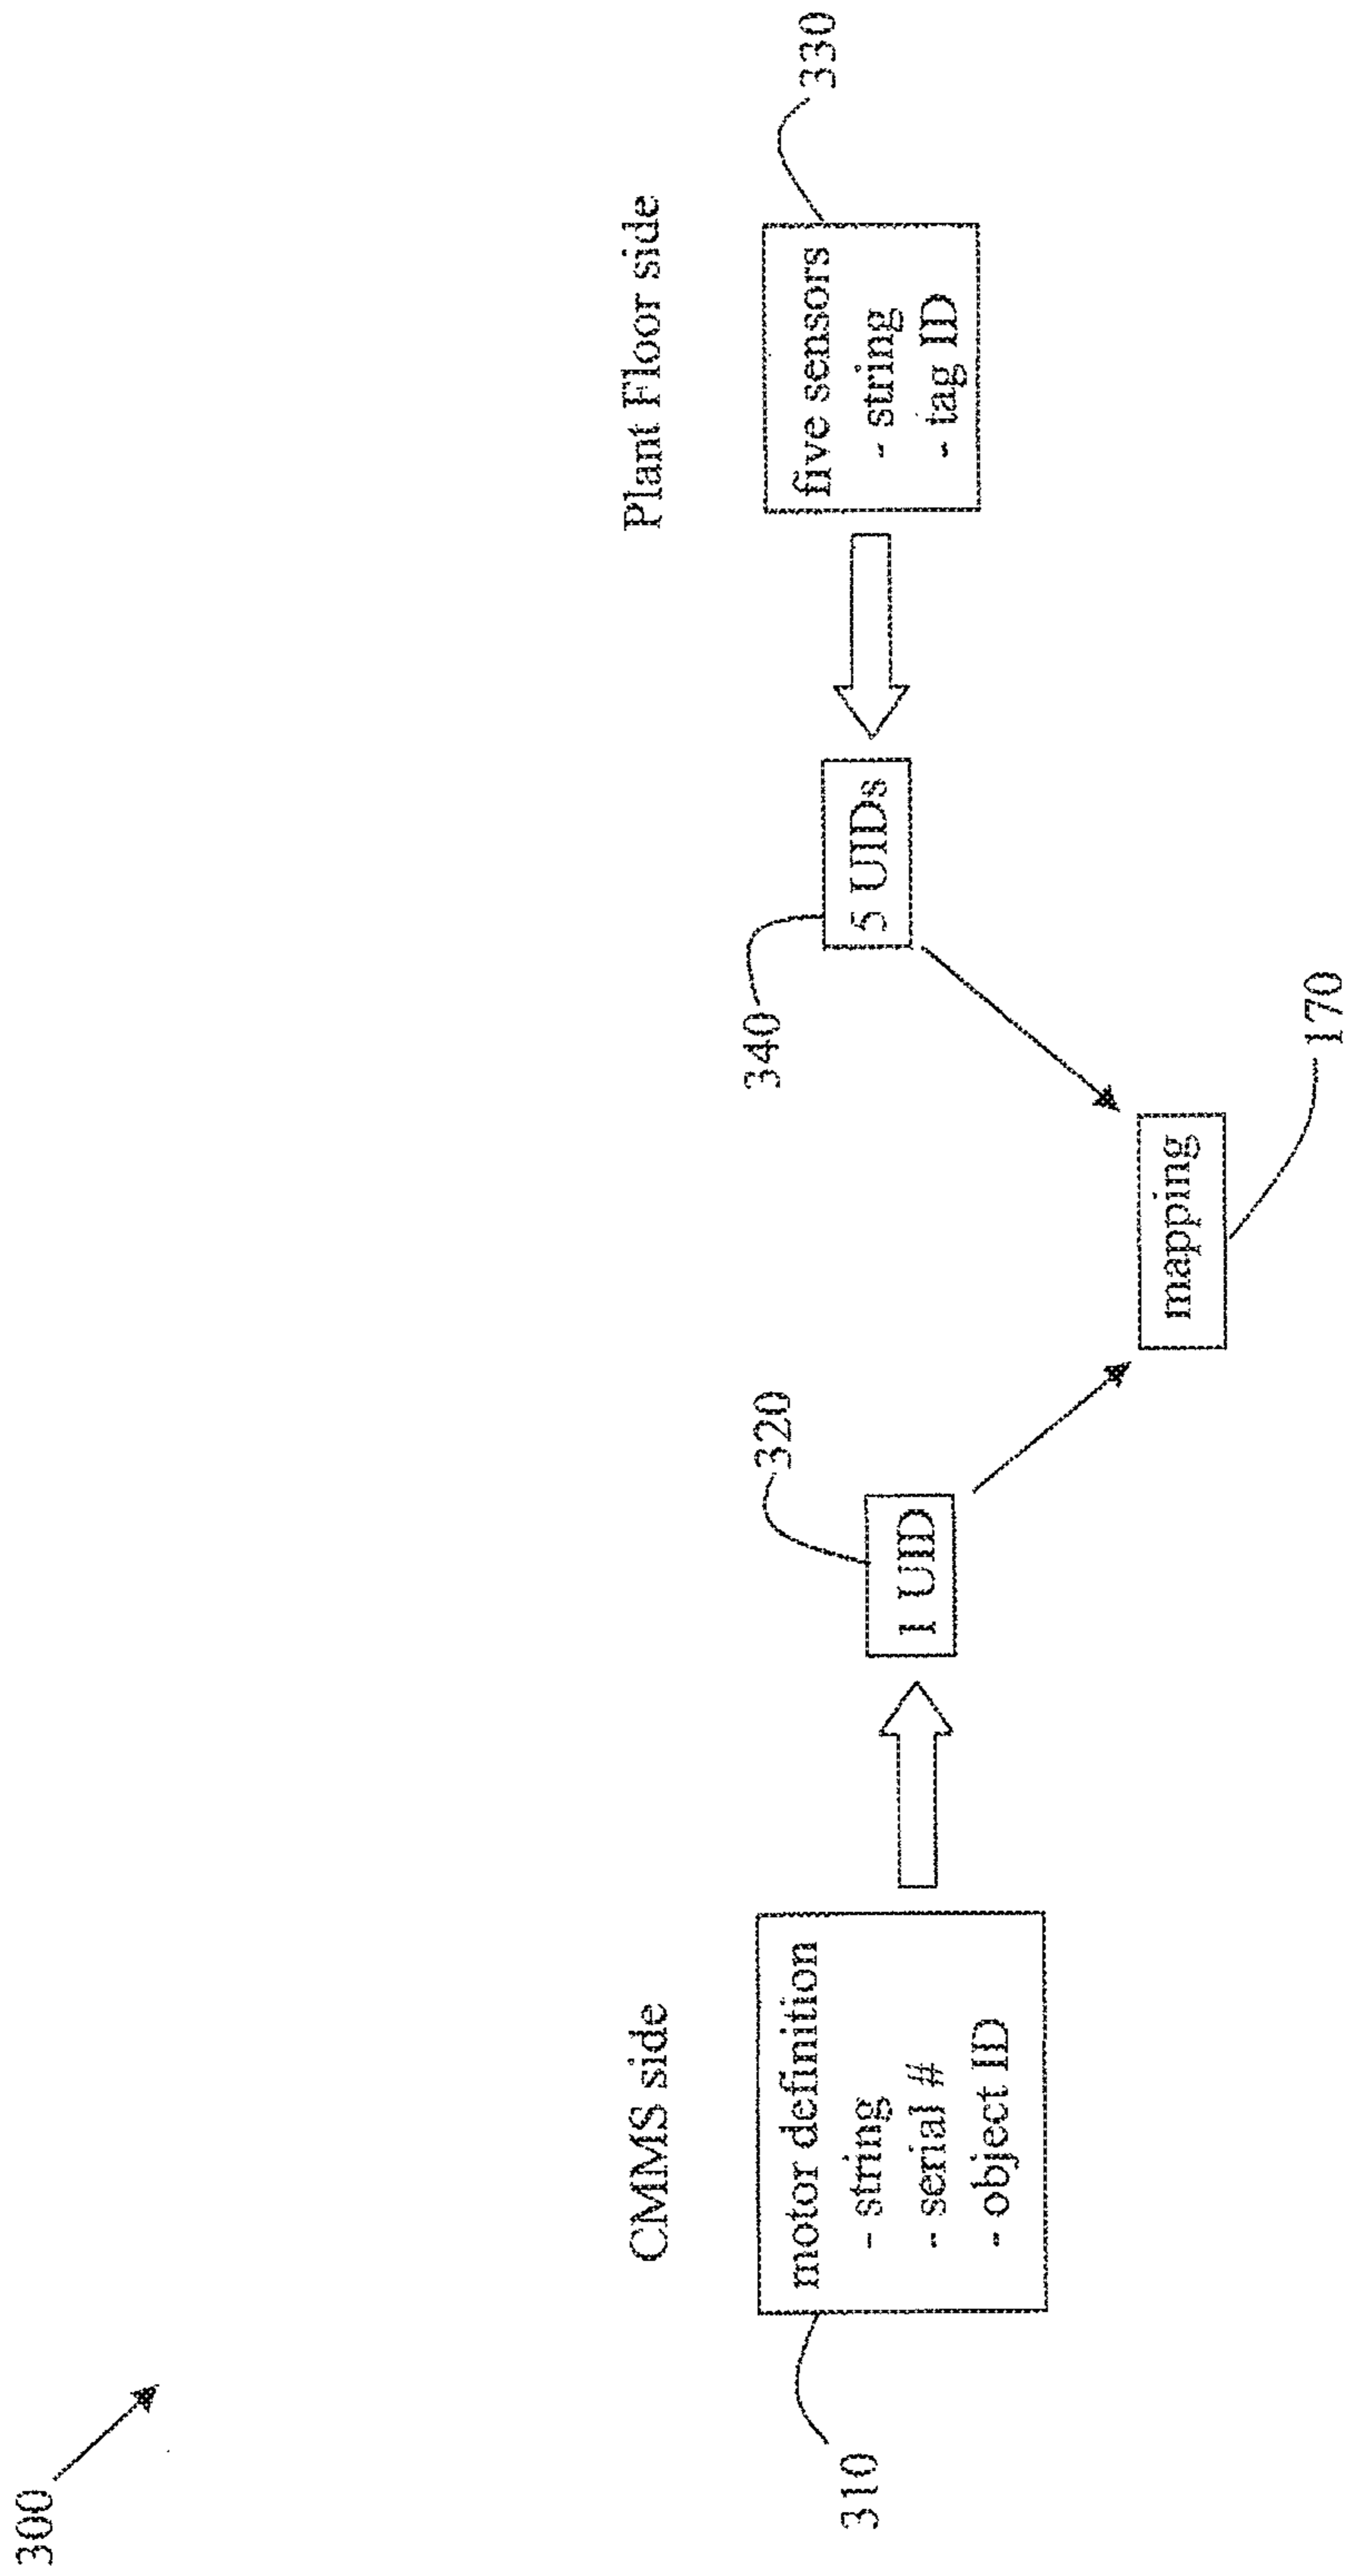 300
CMMS side
Plant Floor side
310
motor definition
- string
- serial #
- object ID
320
1 UID
340
5 UIDs
five sensors
- string
- tag ID
330
mapping
170